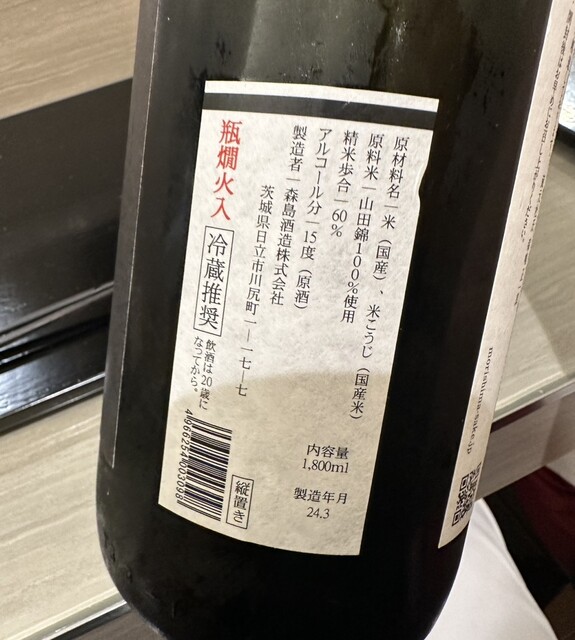 原材料名｜米（国産）、米こうじ（国産米）
原料米｜山田錦100％使用
精米歩合｜60％
アルコール分｜15度（原酒）
製造者｜森島酒造株式会社
茨城県日立市川尻町一―一七―七
瓶燗火入
冷蔵推奨
飲酒は20歳に
なってから。
内容量
1,800ml
製造年月
24.3
縦置き
4966254003008
morishima-sake.jp